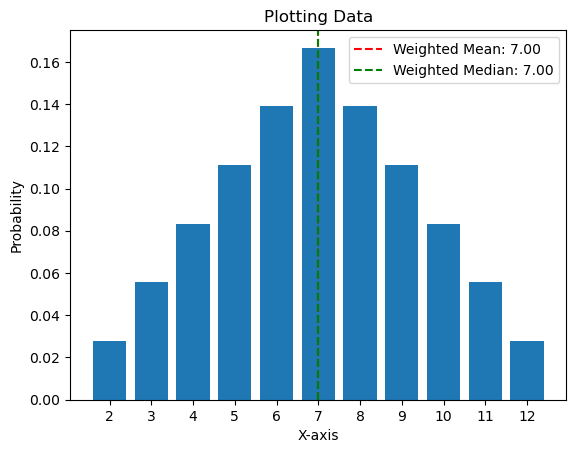 Plotting Data
Weighted Mean: 7.00
Weighted Median: 7.00
Probability
0.16
0.14
0.12
0.10
0.08
0.06
0.04
0.02
0.00
2 3 4 5 6 7 8 9 10 11 12
X-axis